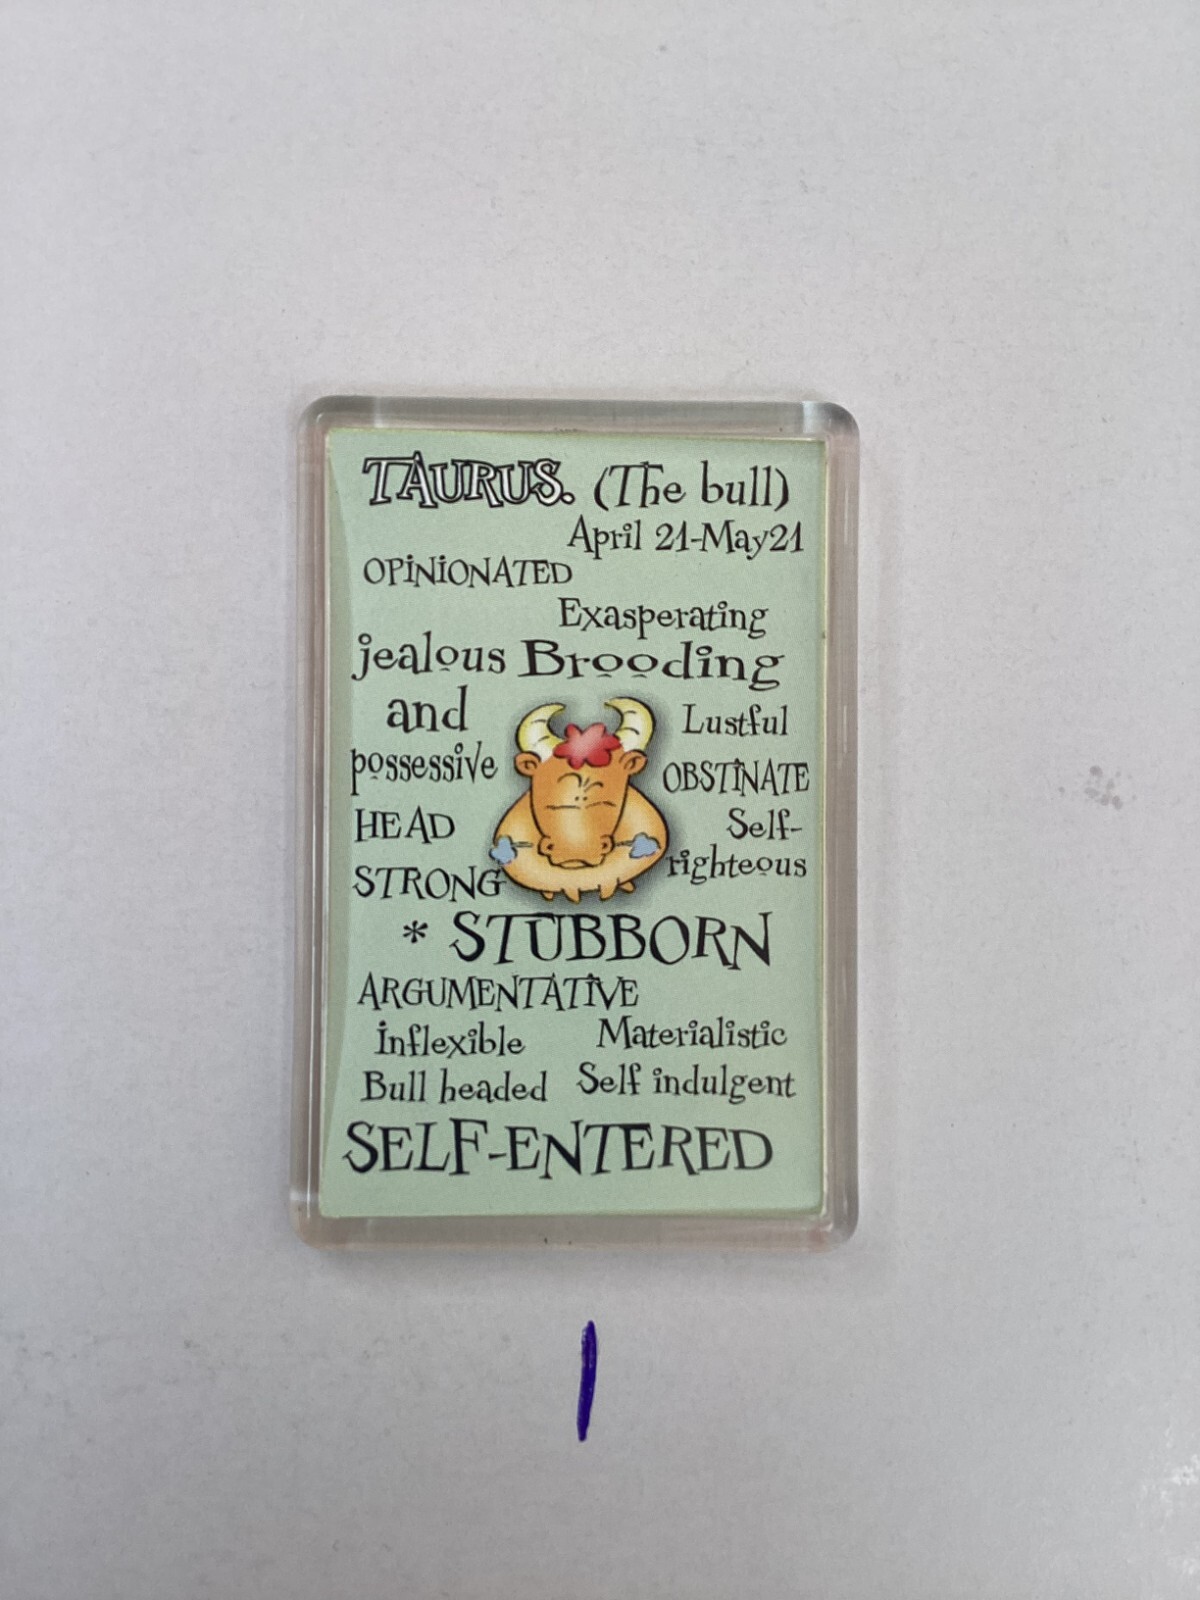 TAURUS. (The bull)
April 21-May21
OPINIONATED
Exasperating
jealous Brooding
and
Lustful
possessive
OBSTINATE
HEAD
Self-
STRONG
righteous
* STUBBORN
ARGUMENTATIVE
Inflexible
Materialistic
Bull headed
Self indulgent
SELF-ENTERED
1